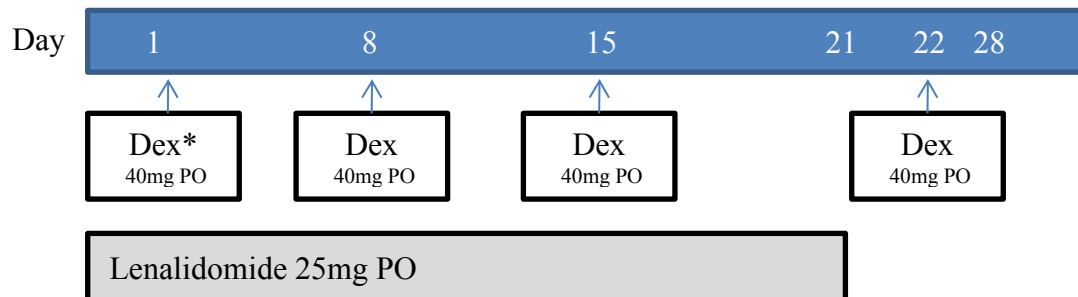 Day 1 8 15 21 22 28
Dex* Dex Dex Dex
40mg PO 40mg PO 40mg PO 40mg PO
Lenalidomide 25mg PO